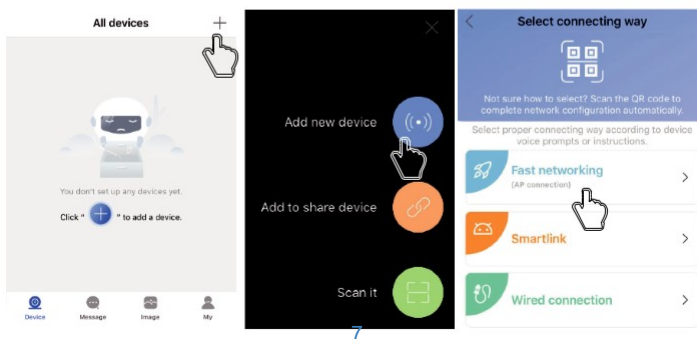 All devices
You don't set up any devices yet.
Click " + " to add a device.
Device
Message
Image
My
Add new device
Add to share device
Scan it
Select connecting way
Not sure how to select? Scan the QR code to
complete network configuration automatically.
Select proper connecting way according to device
voice prompts or instructions.
Fast networking
(AP connection)
Smartlink
Wired connection
7